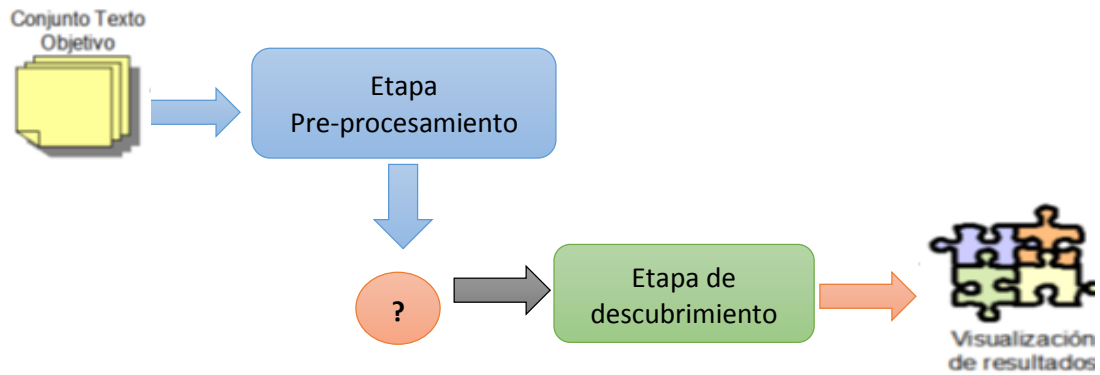 Conjunto Texto
Objetivo
Etapa
Pre-procesamiento
?
Etapa de
descubrimiento
Visualización
de resultados